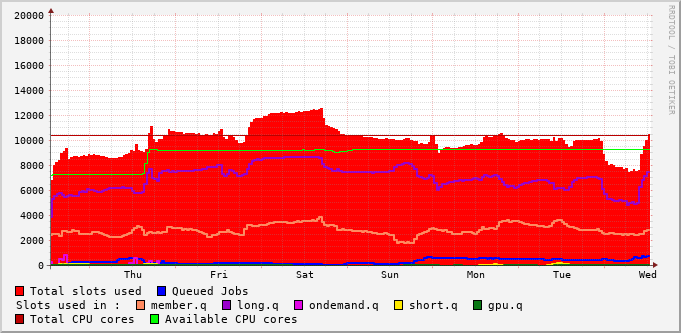 20000
18000
16000
14000
12000
10000
8000
6000
4000
2000
0
Thu Fri Sat Sun Mon Tue Wed
RRDTOOL / TOBI OETIKER
Total slots used Queued Jobs
Slots used in : member.q long.q ondemand.q short.q gpu.q
Total CPU cores Available CPU cores